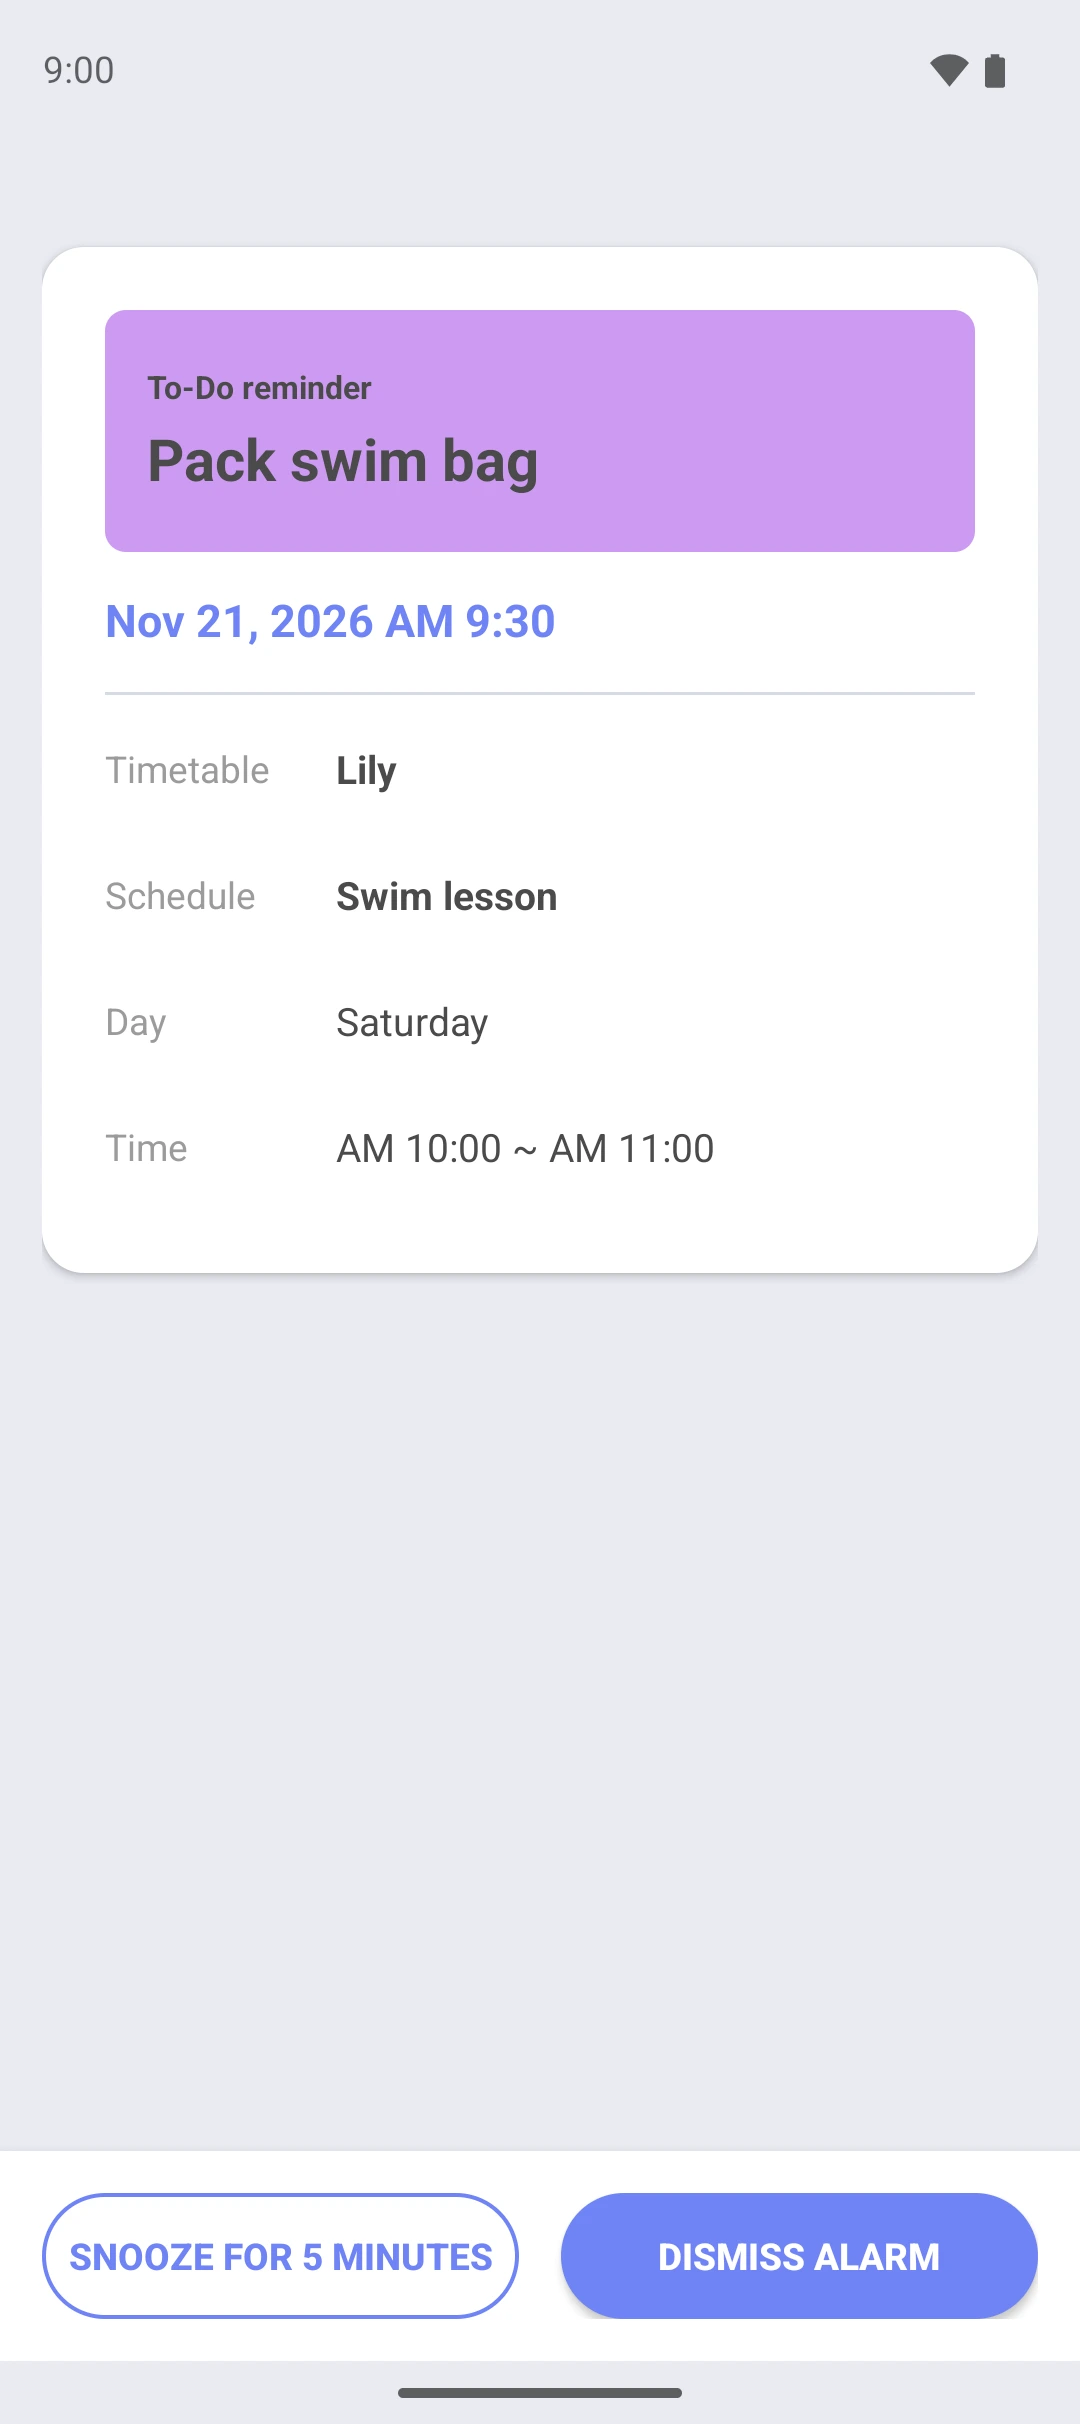 9:00
To-Do reminder
Pack swim bag
Nov 21, 2026 AM 9:30
Timetable Lily
Schedule Swim lesson
Day Saturday
Time AM 10:00 ~ AM 11:00
SNOOZE FOR 5 MINUTES DISMISS ALARM